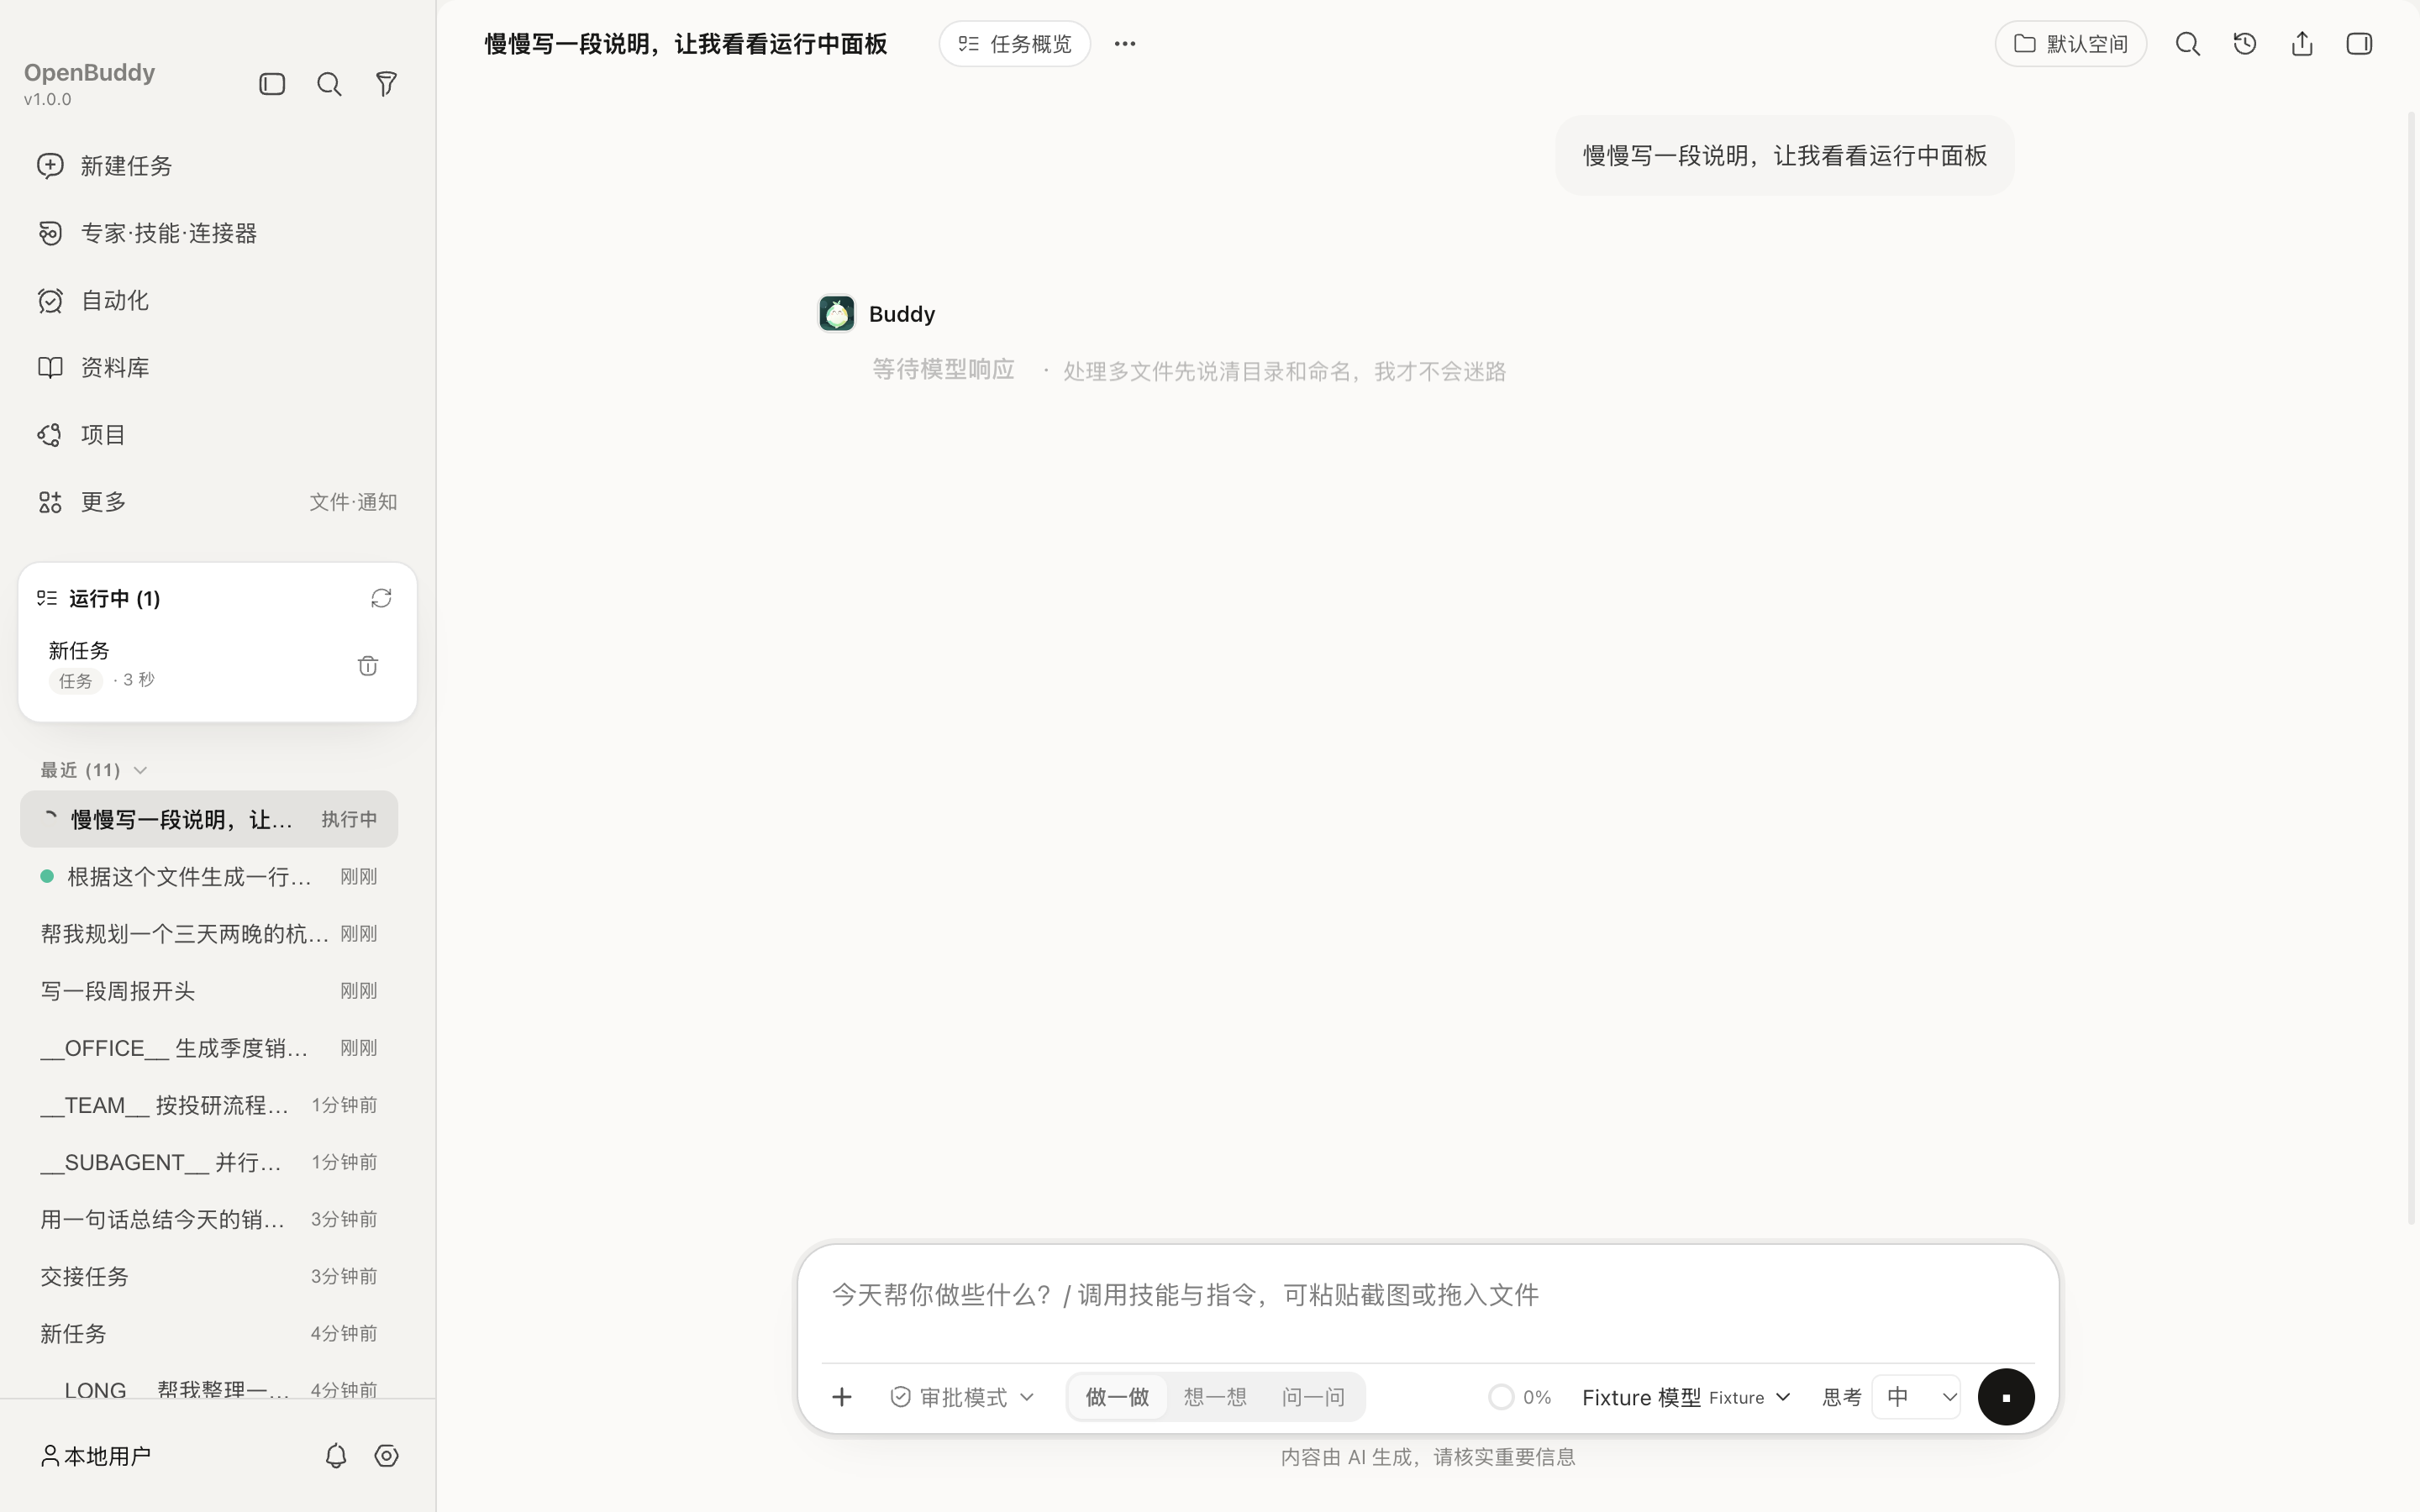 OpenBuddy
v1.0.0
新建任务
专家·技能·连接器
自动化
资料库
项目
更多 文件·通知
运行中 (1)
新任务
任务 · 3 秒
最近 (11)
慢慢写一段说明，让... 执行中
根据这个文件生成一行... 刚刚
帮我规划一个三天两晚的杭... 刚刚
写一段周报开头 刚刚
__OFFICE__ 生成季度销... 刚刚
__TEAM__ 按投研流程... 1分钟前
__SUBAGENT__ 并行... 1分钟前
用一句话总结今天的销... 3分钟前
交接任务 3分钟前
新任务 4分钟前
__LONG__ 帮我整理一... 4分钟前
本地用户
慢慢写一段说明，让我看看运行中面板 任务概览 默认空间
慢慢写一段说明，让我看看运行中面板
Buddy
等待模型响应 · 处理多文件先说清目录和命名，我才不会迷路
今天帮你做些什么？/ 调用技能与指令，可粘贴截图或拖入文件
审批模式 做一做 想一想 问一问 0% Fixture 模型 Fixture 思考 中
内容由 AI 生成，请核实重要信息